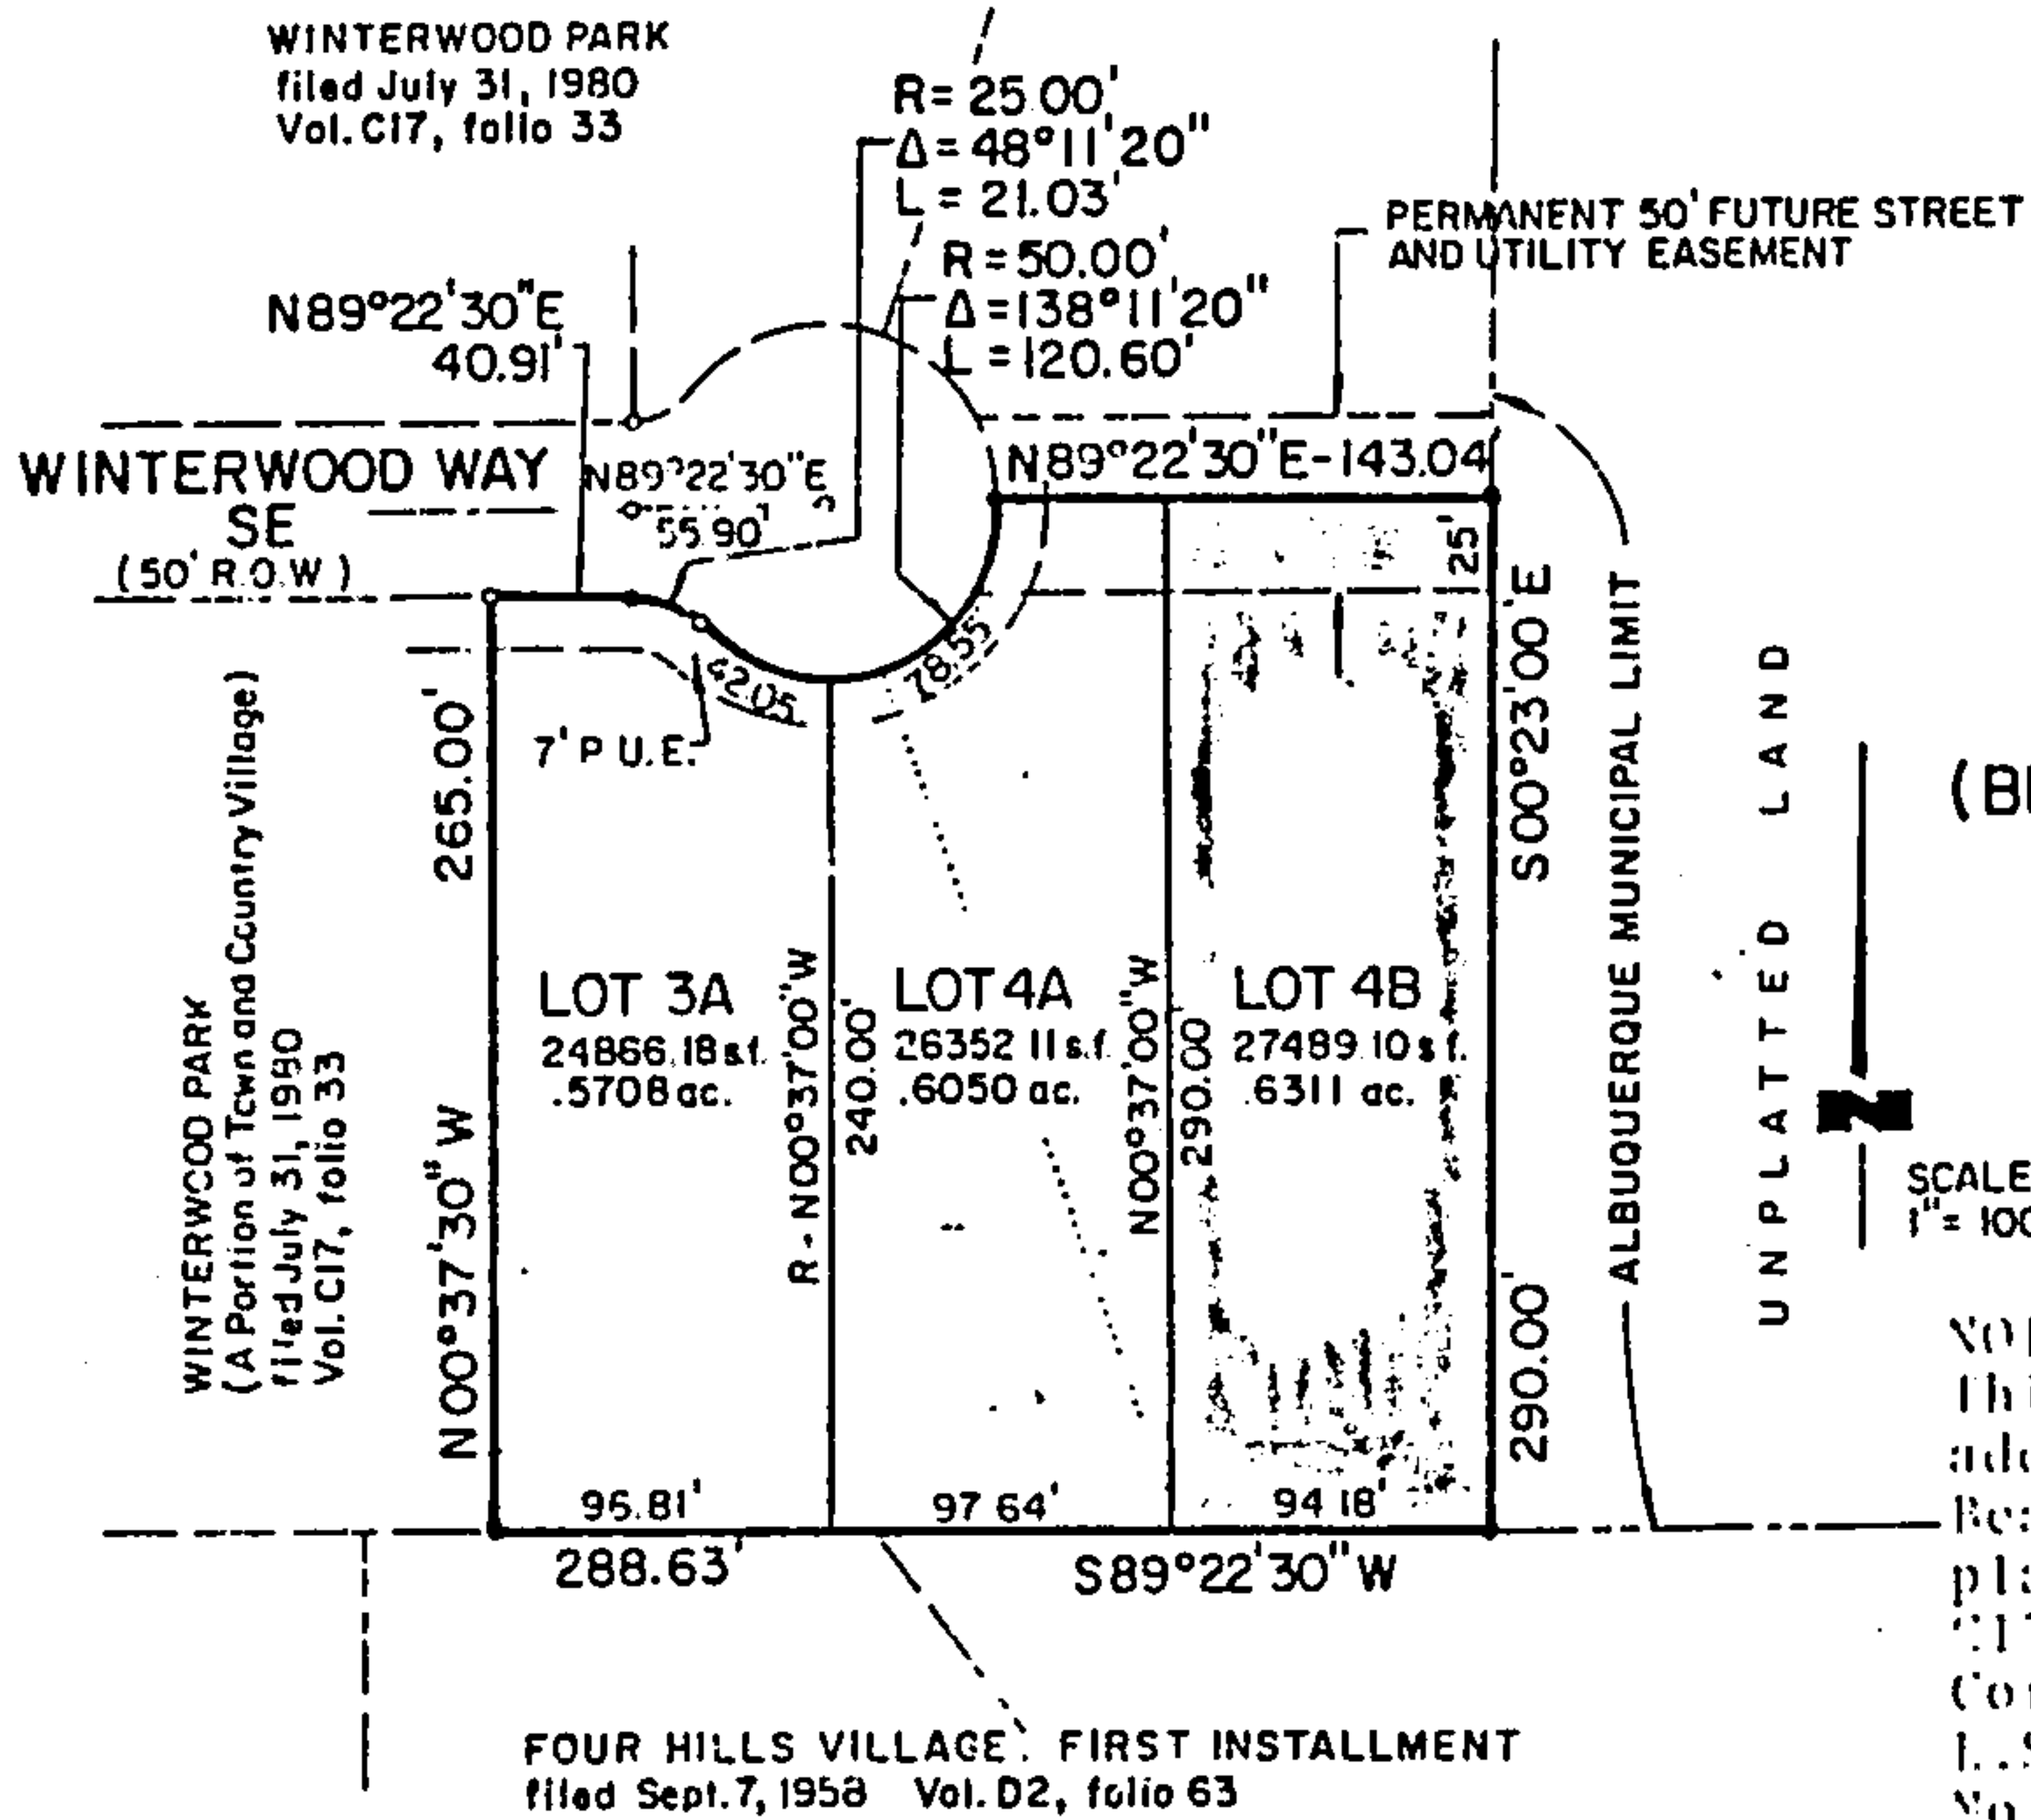 WINTERWOOD PARK
filed July 31, 1980
Vol. C17, folio 33
R= 25.00'
Δ= 48°11'20"
L = 21.03'
R = 50.00'
Δ=138°11'20"
L =120.60'
PERMANENT 50' FUTURE STREET
AND UTILITY EASEMENT
N89°22'30"E
40.91'
WINTERWOOD WAY
SE
(50' R.O.W)
N89°22'30"E
55.90'
N89°22'30"E-143.04'
25'
S00°23'00"E
290.00'
42.05
78.55'
7' P U.E.
265.00'
N00°37'30"W
WINTERWOOD PARK
(A Portion of Town and Country Village)
filed July 31, 1980
Vol. C17, folio 33
LOT 3A
24866.18 s.f.
.5708 ac.
R - N00°37'00"W
240.00'
LOT 4A
26352 11 s.f.
.6050 ac.
N00°37'00"W
290.00'
LOT 4B
27489.10 s f.
.6311 ac.
ALBUQUERQUE MUNICIPAL LIMIT
UNPLATTED LAND
N
SCALE
1"= 100
95.81'
97 64'
94 18'
288.63'
S89°22'30"W
FOUR HILLS VILLAGE, FIRST INSTALLMENT
filed Sept. 7, 1958 Vol. D2, folio 63